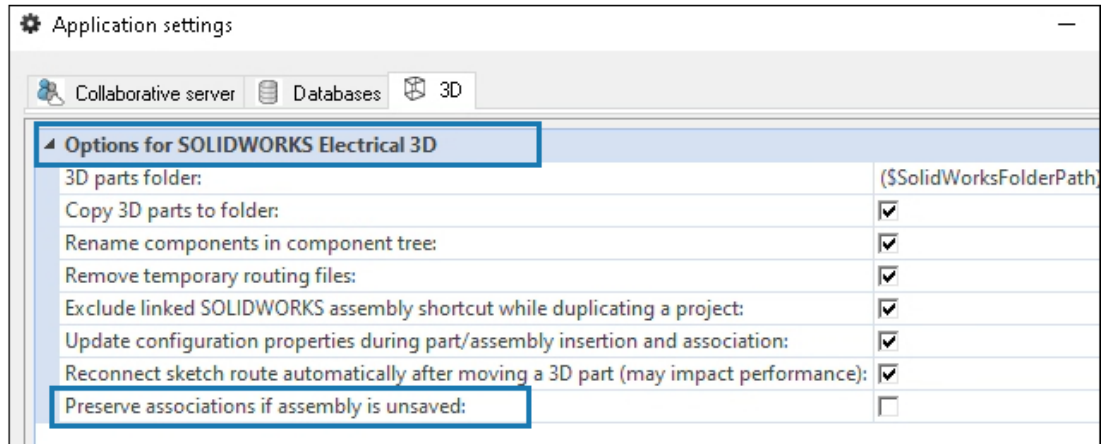 Application settings
Collaborative server Databases 3D
Options for SOLIDWORKS Electrical 3D
3D parts folder: ($SolidWorksFolderPath)
Copy 3D parts to folder:
Rename components in component tree:
Remove temporary routing files:
Exclude linked SOLIDWORKS assembly shortcut while duplicating a project:
Update configuration properties during part/assembly insertion and association:
Reconnect sketch route automatically after moving a 3D part (may impact performance):
Preserve associations if assembly is unsaved: